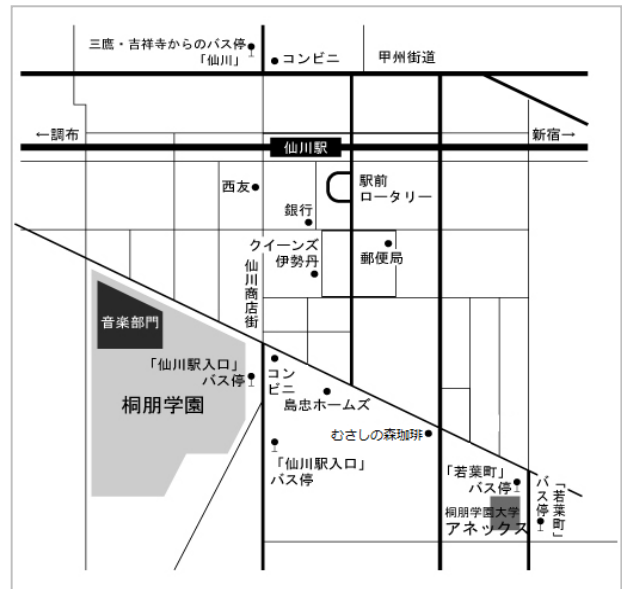 三鷹・吉祥寺からのバス停
「仙川」
コンビニ
甲州街道
←調布
仙川駅
新宿→
西友
駅前
ロータリー
銀行
クイーンズ
伊勢丹
郵便局
仙川商店街
音楽部門
「仙川駅入口」
バス停
コン
ビニ
桐朋学園
島忠ホームズ
むさしの森珈琲
「仙川駅入口」
バス停
「若葉町」
バス停
桐朋学園大学
アネックス
「若葉町」
バス停